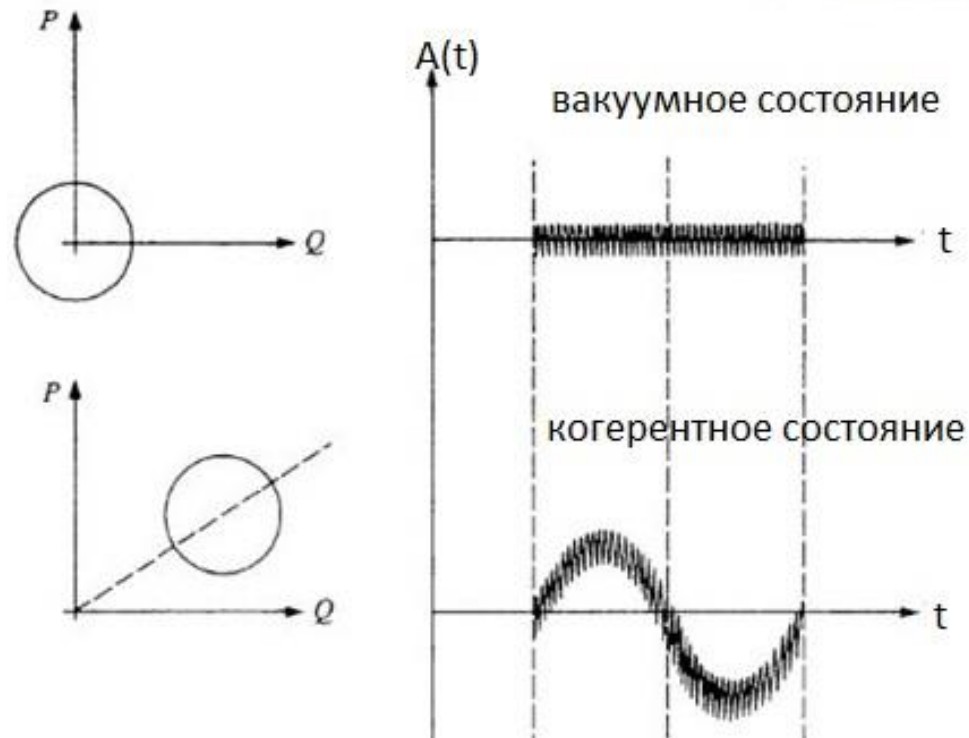 P
Q
A(t)
вакуумное состояние
t
P
Q
когерентное состояние
t